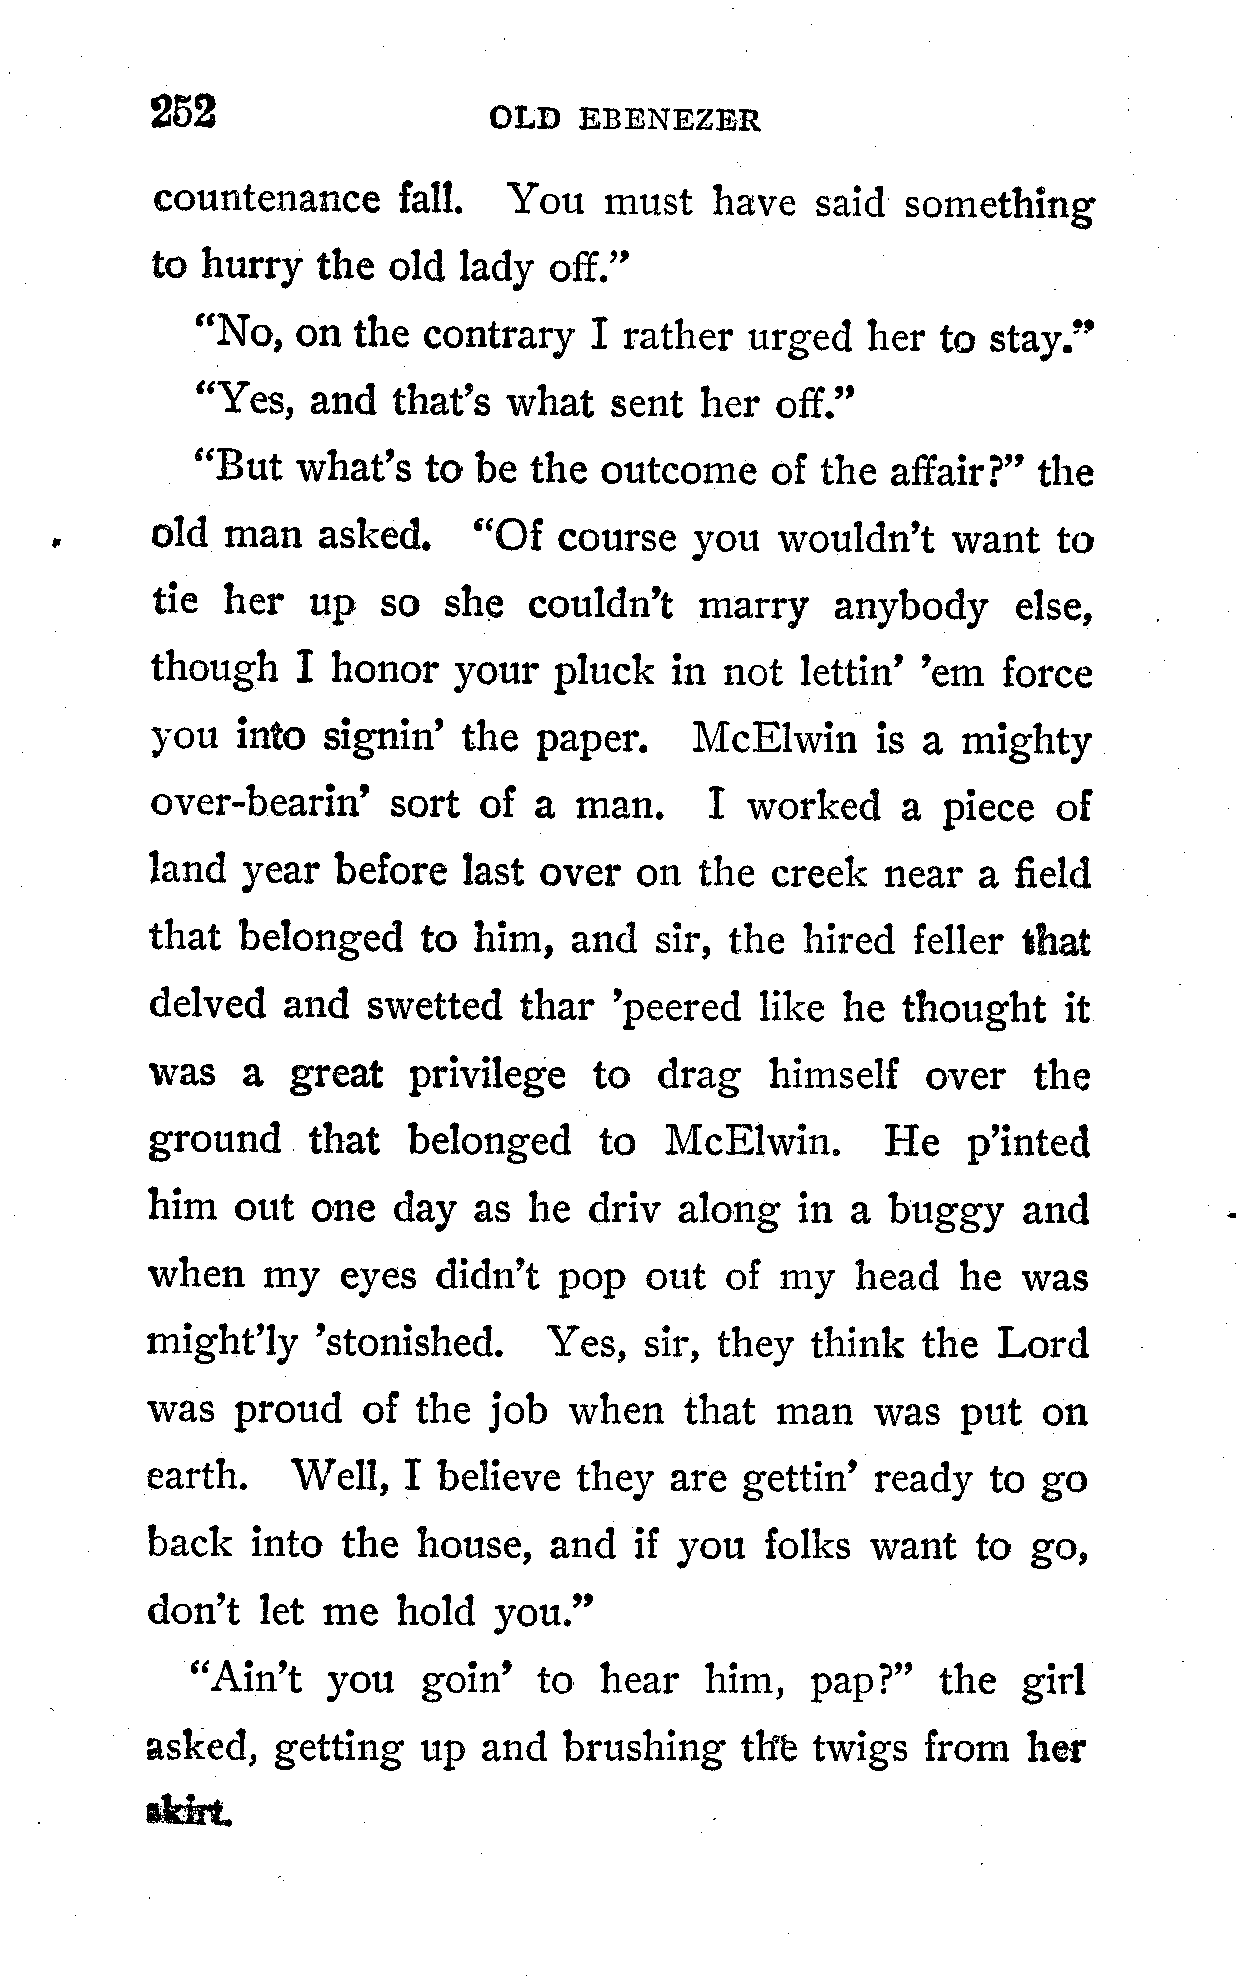 252 OLD EBENEZER
countenance fall. You must have said something
to hurry the old lady off."
"No, on the contrary I rather urged her to stay."
"Yes, and that's what sent her off."
"But what's to be the outcome of the affair?" the
old man asked. "Of course you wouldn't want to
tie her up so she couldn't marry anybody else,
though I honor your pluck in not lettin' 'em force
you into signin' the paper. McElwin is a mighty
over-bearin' sort of a man. I worked a piece of
land year before last over on the creek near a field
that belonged to him, and sir, the hired feller that
delved and swetted thar 'peered like he thought it
was a great privilege to drag himself over the
ground that belonged to McElwin. He p'inted
him out one day as he driv along in a buggy and
when my eyes didn't pop out of my head he was
might'ly 'stonished. Yes, sir, they think the Lord
was proud of the job when that man was put on
earth. Well, I believe they are gettin' ready to go
back into the house, and if you folks want to go,
don't let me hold you."
"Ain't you goin' to hear him, pap?" the girl
asked, getting up and brushing the twigs from her
skirt.